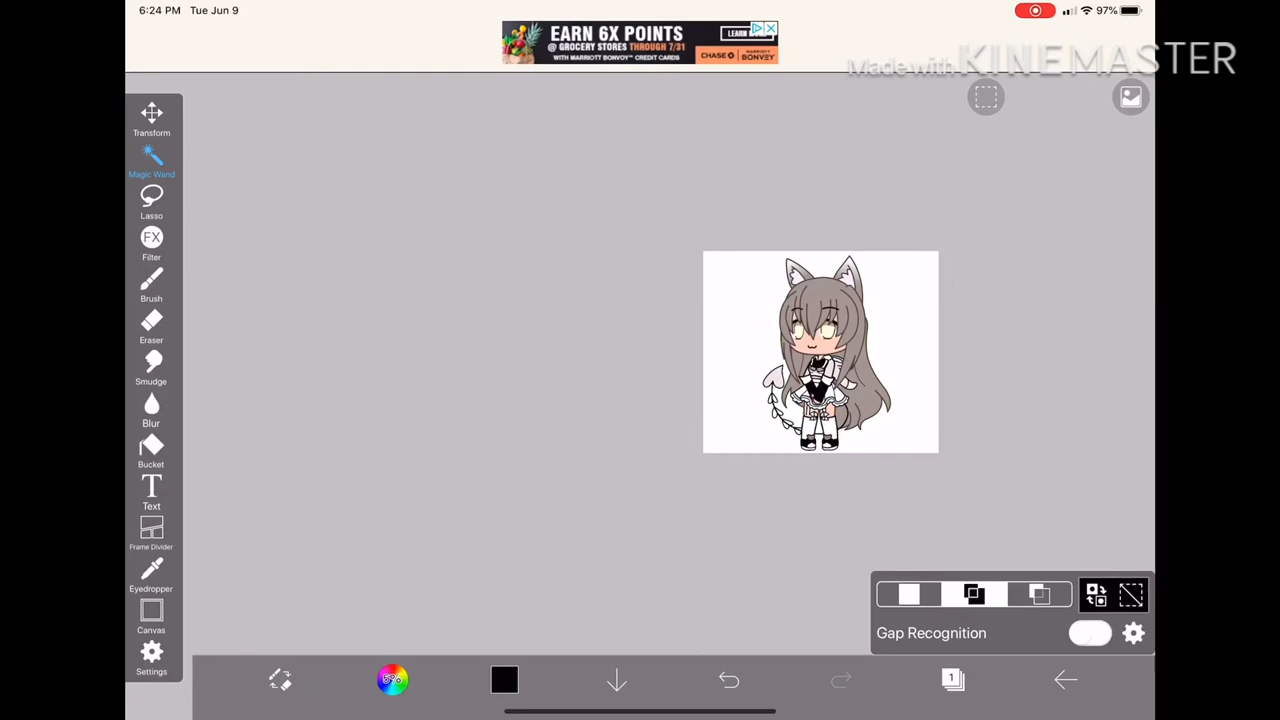 6:24 PM Tue Jun 9
97%
EARN 6X POINTS
@ GROCERY STORES THROUGH 7/31
WITH MARRIOTT BONVOY™ CREDIT CARDS
CHASE
MARRIOTT
BONVOY
Made with KINEMASTER
Transform
Magic Wand
Lasso
FX
Filter
Brush
Eraser
Smudge
Blur
Bucket
T
Text
Frame Divider
Eyedropper
Canvas
Settings
Gap Recognition
1